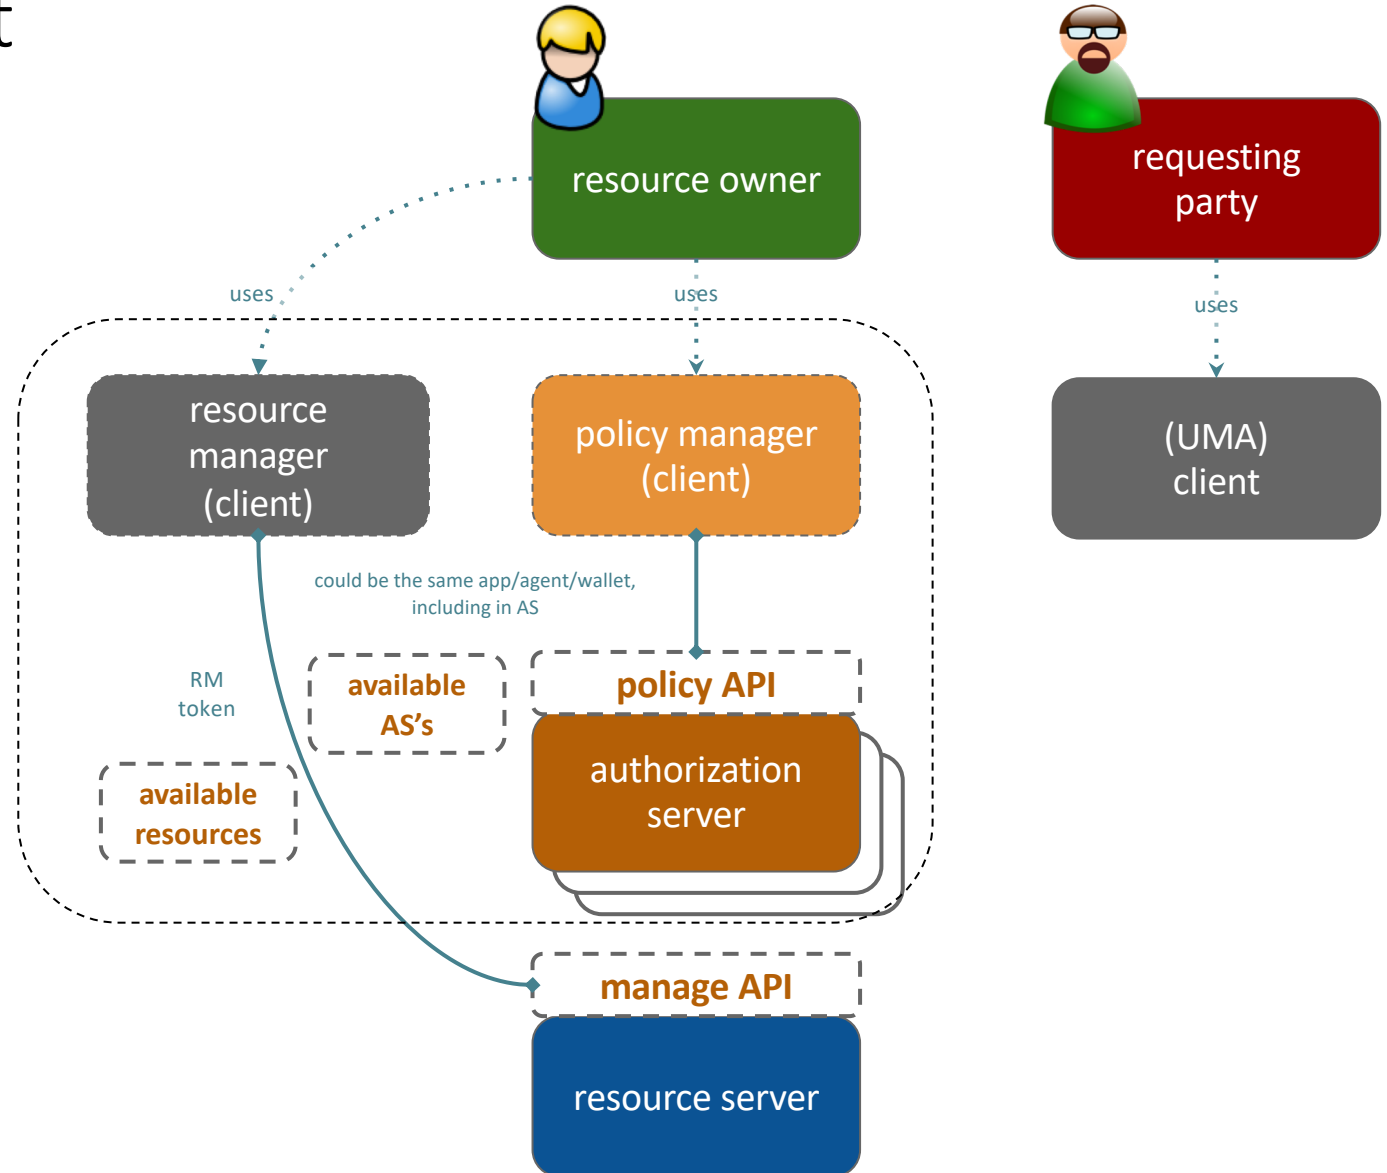 t
resource owner
requesting
party
uses
uses
uses
resource
manager
(client)
policy manager
(client)
(UMA)
client
could be the same app/agent/wallet,
including in AS
RM
token
available
AS’s
policy API
available
resources
authorization
server
manage API
resource server